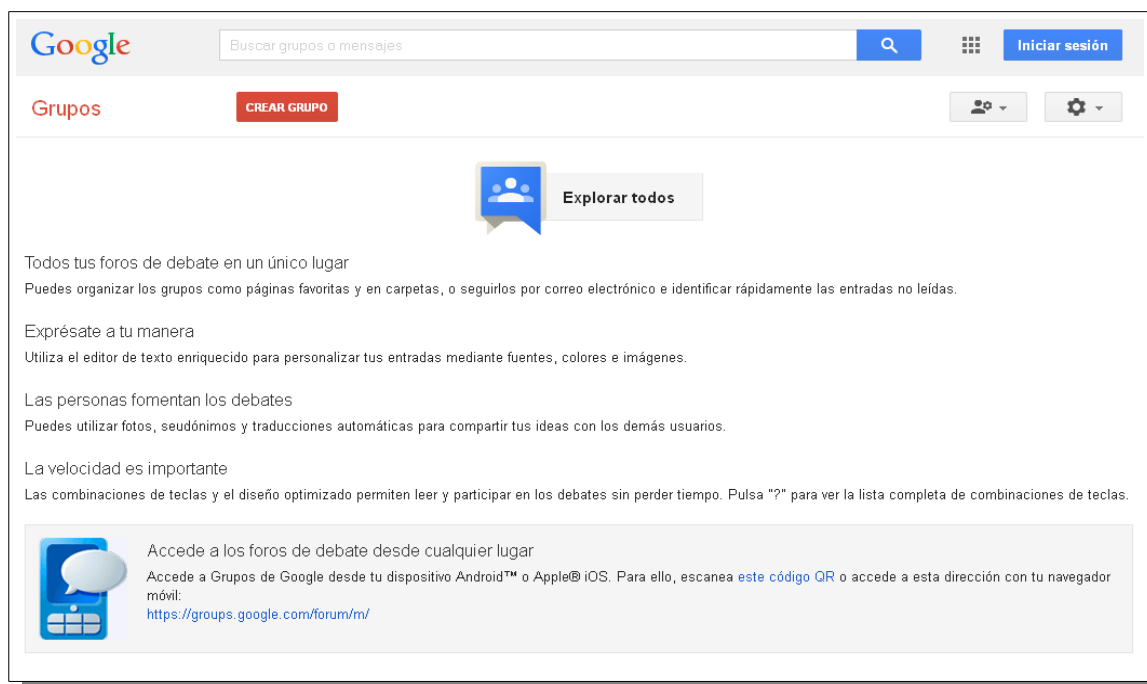 Google
Buscar grupos o mensajes
Iniciar sesión
Grupos
CREAR GRUPO
Explorar todos
Todos tus foros de debate en un único lugar
Puedes organizar los grupos como páginas favoritas y en carpetas, o seguirlos por correo electrónico e identificar rápidamente las entradas no leídas.
Exprésate a tu manera
Utiliza el editor de texto enriquecido para personalizar tus entradas mediante fuentes, colores e imágenes.
Las personas fomentan los debates
Puedes utilizar fotos, seudónimos y traducciones automáticas para compartir tus ideas con los demás usuarios.
La velocidad es importante
Las combinaciones de teclas y el diseño optimizado permiten leer y participar en los debates sin perder tiempo. Pulsa "?" para ver la lista completa de combinaciones de teclas.
Accede a los foros de debate desde cualquier lugar
Accede a Grupos de Google desde tu dispositivo Android™ o Apple® iOS. Para ello, escanea este código QR o accede a esta dirección con tu navegador
móvil:
https://groups.google.com/forum/m/